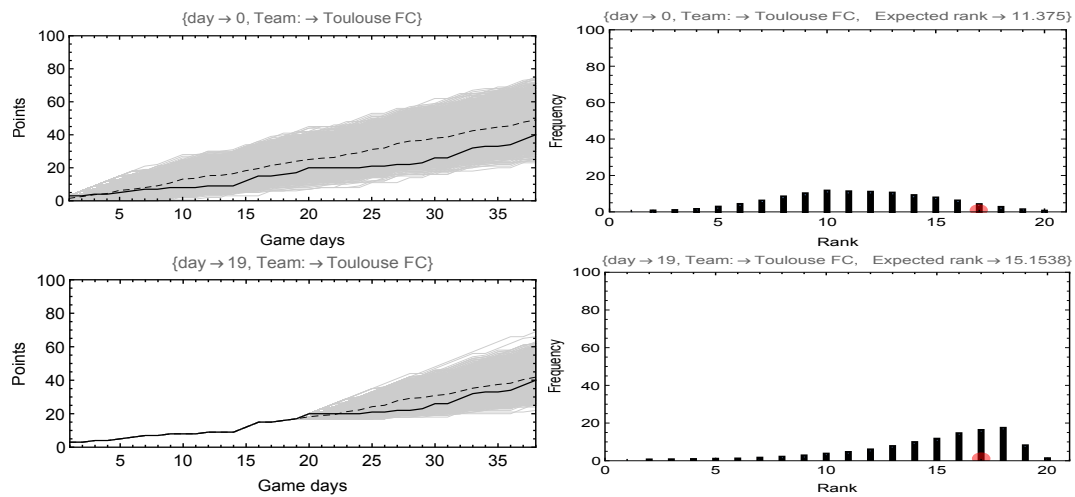 {day → 0, Team: → Toulouse FC}
100
80
60
40
20
0
Points
5 10 15 20 25 30 35
Game days
{day → 0, Team: → Toulouse FC, Expected rank → 11.375}
100
80
60
40
20
0
Frequency
0 5 10 15 20
Rank
{day → 19, Team: → Toulouse FC}
100
80
60
40
20
0
Points
5 10 15 20 25 30 35
Game days
{day → 19, Team: → Toulouse FC, Expected rank → 15.1538}
100
80
60
40
20
0
Frequency
0 5 10 15 20
Rank